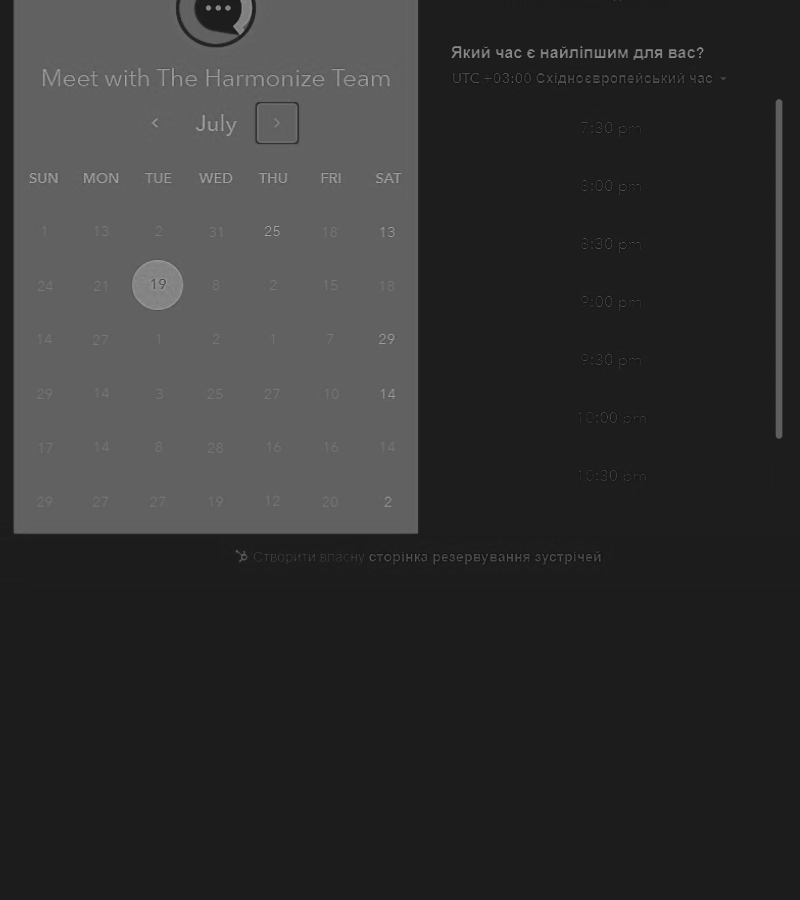 Meet with The Harmonize Team
July
SUN MON TUE WED THU FRI SAT
1 13 2 31 25 18 13
24 21 19 8 2 15 18
14 27 1 2 1 7 29
29 14 3 25 27 10 14
17 14 8 28 16 16 14
29 27 27 19 12 20 2
Який час є найліпшим для вас?
UTC +03:00 Східноєвропейський час
7:30 pm
8:00 pm
8:30 pm
9:00 pm
9:30 pm
10:00 pm
10:30 pm
Створити власну сторінка резервування зустрічей